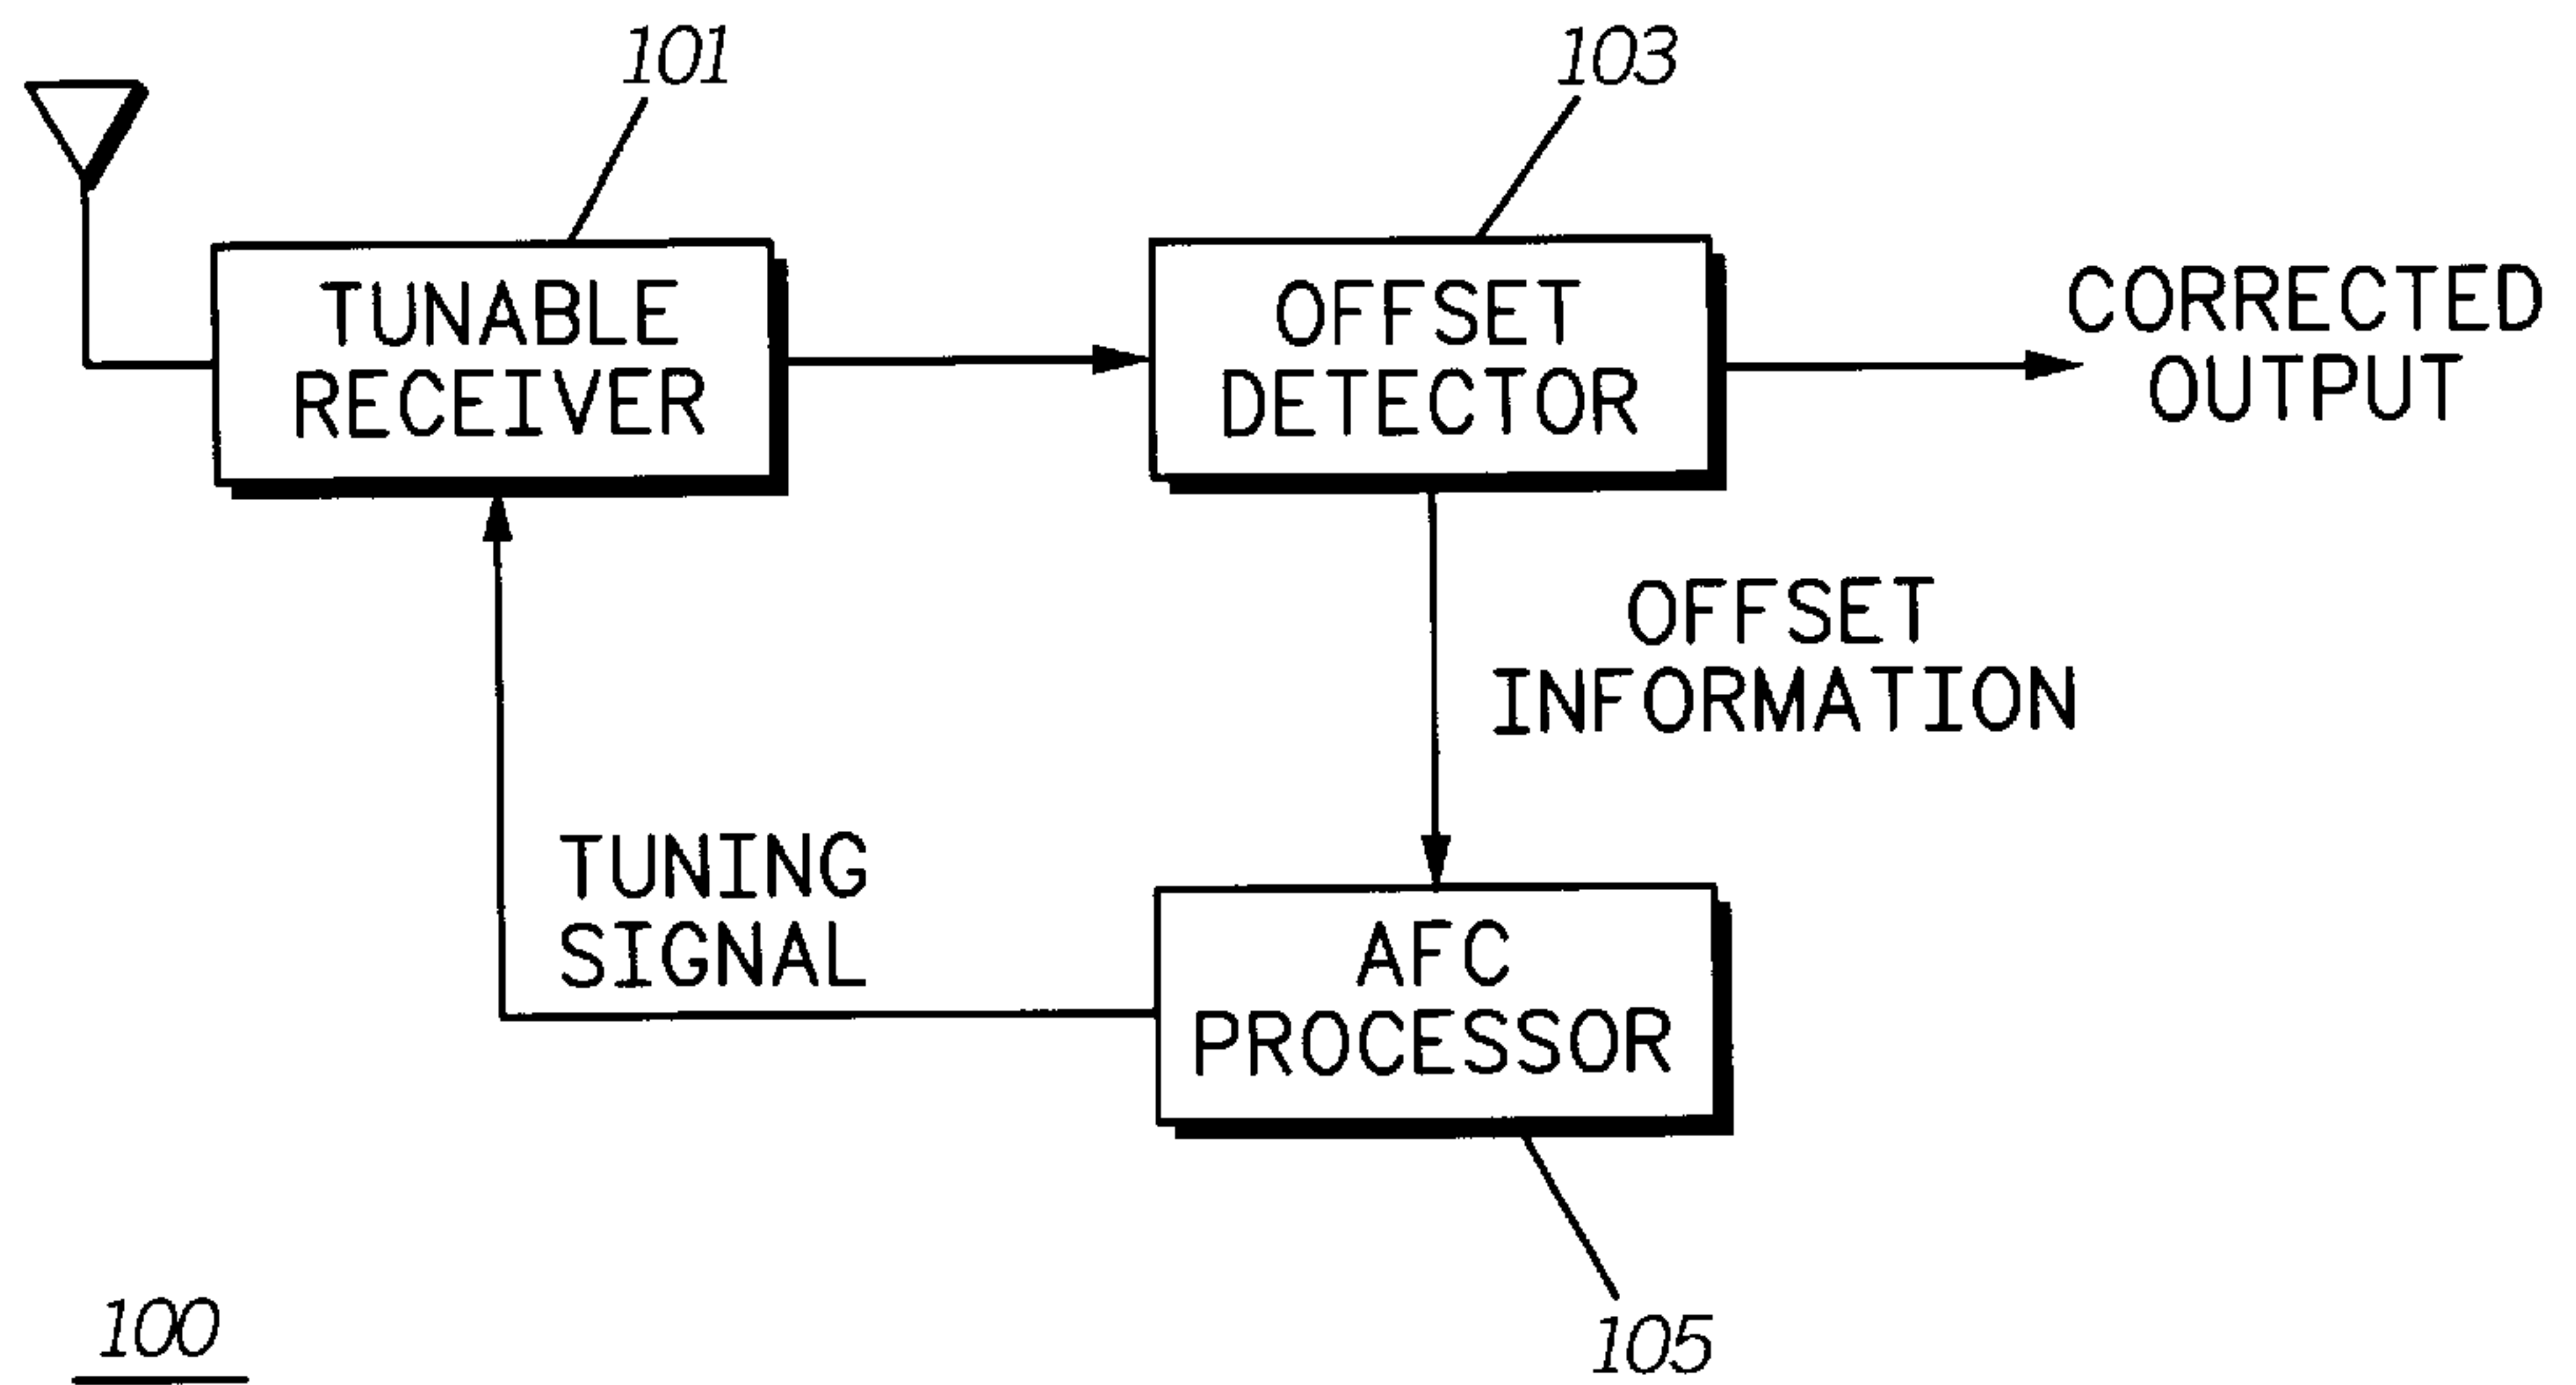 101
103
TUNABLE
RECEIVER
OFFSET
DETECTOR
CORRECTED
OUTPUT
OFFSET
INFORMATION
TUNING
SIGNAL
AFC
PROCESSOR
100
105